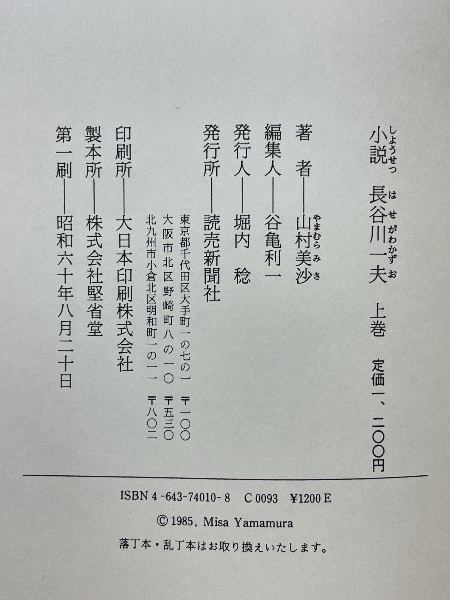 小説　長谷川一夫　上巻　定価一、二〇〇円
しょうせつ　はせがわかずお
著　者――山村美沙
やまむらみさ
編集人――谷亀利一
発行人――堀内　稔
発行所――読売新聞社
東京都千代田区大手町一の七の一　〒一〇〇
大阪市北区野崎町八の一〇　〒五三〇
北九州市小倉北区明和町一の一一　〒八〇二
印刷所――大日本印刷株式会社
製本所――株式会社堅省堂
第一刷――昭和六十年八月二十日
ISBN 4-643-74010-8　C 0093　¥1200 E
© 1985, Misa Yamamura
落丁本・乱丁本はお取り換えいたします。